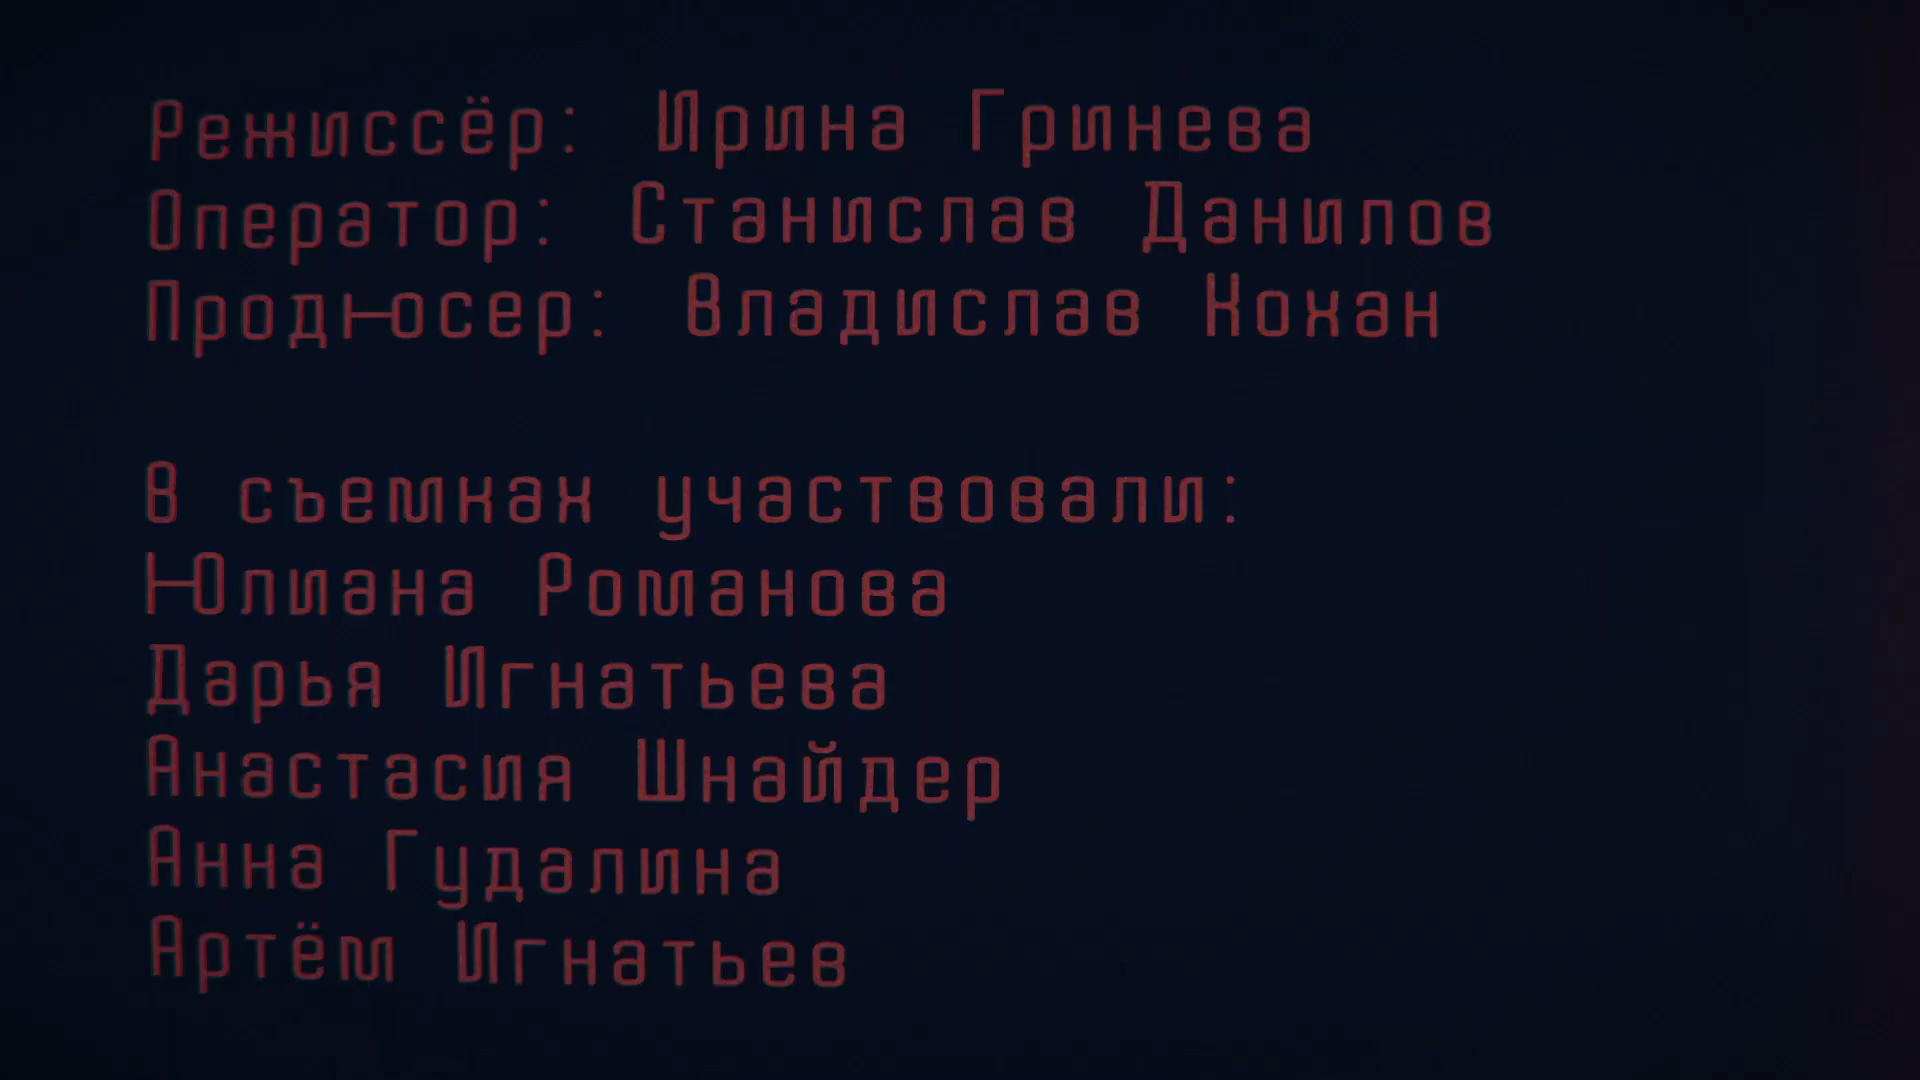 Режиссёр: Ирина Гринева
Оператор: Станислав Данилов
Продюсер: Владислав Кохан
В съемках участвовали:
Юлиана Романова
Дарья Игнатьева
Анастасия Шнайдер
Анна Гудалина
Артём Игнатьев